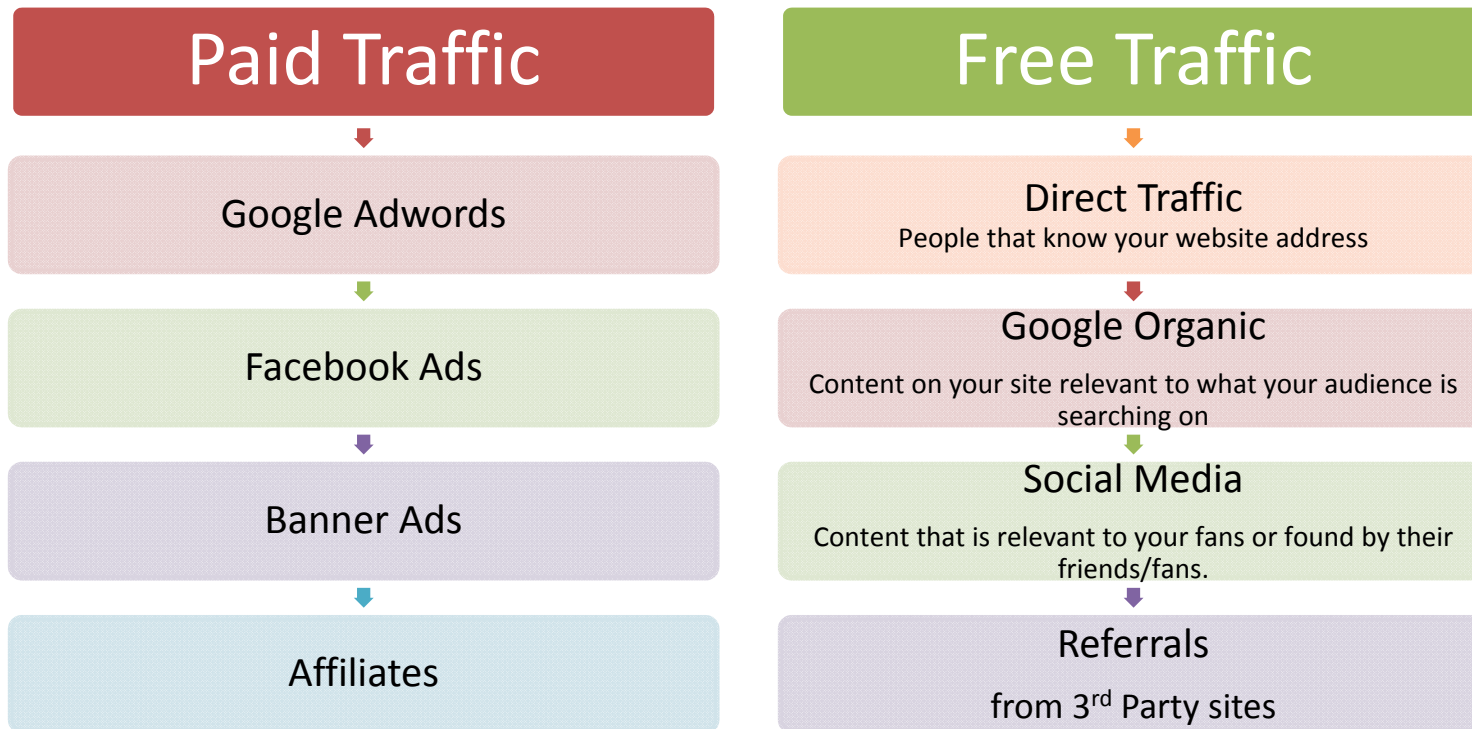 Paid Traffic
Google Adwords
Facebook Ads
Banner Ads
Affiliates
Free Traffic
Direct Traffic
People that know your website address
Google Organic
Content on your site relevant to what your audience is
searching on
Social Media
Content that is relevant to your fans or found by their
friends/fans.
Referrals
from 3rd Party sites